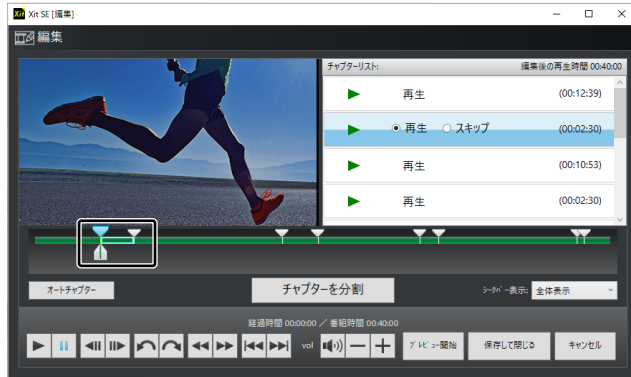 Xit Xit SE [編集]
編集
チャプターリスト: 編集後の再生時間 00:40:00
再生 (00:12:39)
再生 スキップ (00:02:30)
再生 (00:10:53)
再生 (00:02:30)
オートチャプター チャプターを分割 シークバー表示: 全体表示
経過時間 00:00:00 / 番組時間 00:40:00
vol プレビュー開始 保存して閉じる キャンセル